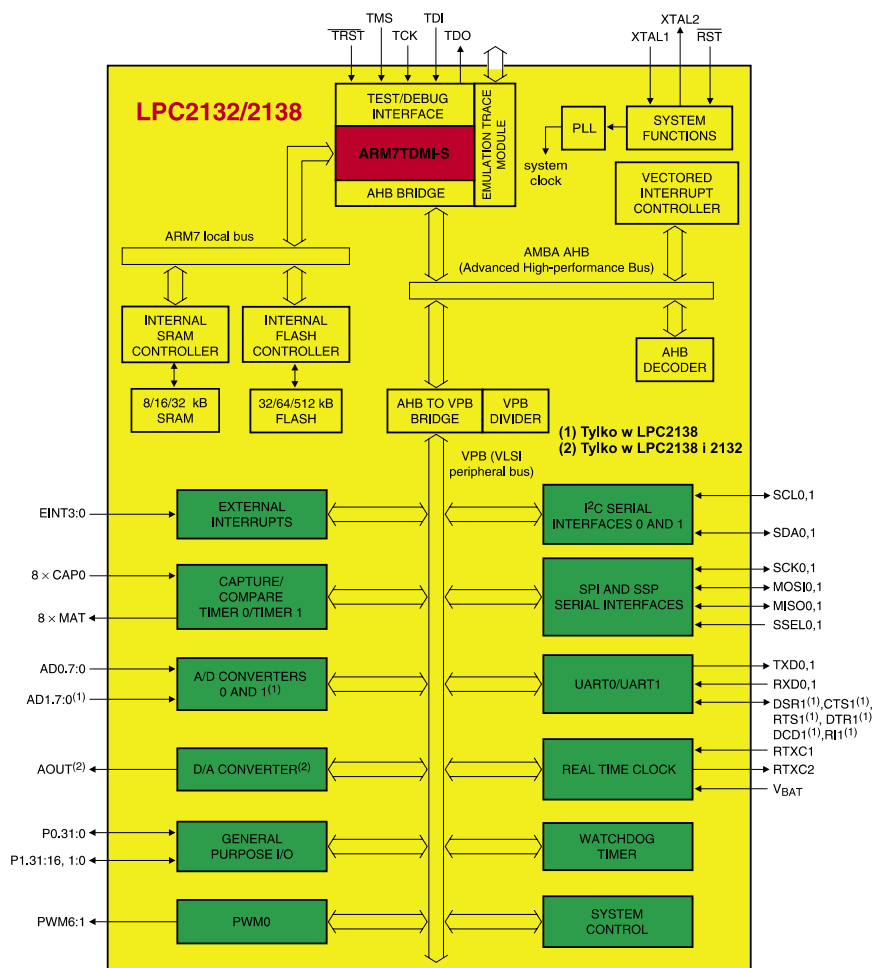 TMS
TDI
TRST
TCK
TDO
XTAL2
XTAL1
RST
LPC2132/2138
TEST/DEBUG
INTERFACE
ARM7TDMI-S
AHB BRIDGE
EMULATION TRACE
MODULE
PLL
SYSTEM
FUNCTIONS
system
clock
VECTORED
INTERRUPT
CONTROLLER
ARM7 local bus
AMBA AHB
(Advanced High-performance Bus)
INTERNAL
SRAM
CONTROLLER
INTERNAL
FLASH
CONTROLLER
AHB
DECODER
8/16/32 kB
SRAM
32/64/512 kB
FLASH
AHB TO VPB
BRIDGE
VPB
DIVIDER
(1) Tylko w LPC2138
(2) Tylko w LPC2138 i 2132
VPB (VLSI
peripheral bus)
EINT3:0
EXTERNAL
INTERRUPTS
I²C SERIAL
INTERFACES 0 AND 1
SCL0,1
SDA0,1
8 × CAP0
8 × MAT
CAPTURE/
COMPARE
TIMER 0/TIMER 1
SPI AND SSP
SERIAL INTERFACES
SCK0,1
MOSI0,1
MISO0,1
SSEL0,1
AD0.7:0
AD1.7:0(1)
A/D CONVERTERS
0 AND 1(1)
UART0/UART1
TXD0,1
RXD0,1
DSR1(1),CTS1(1),
RTS1(1), DTR1(1)
DCD1(1),RI1(1)
AOUT(2)
D/A CONVERTER(2)
REAL TIME CLOCK
RTXC1
RTXC2
VBAT
P0.31:0
P1.31:16, 1:0
GENERAL
PURPOSE I/O
WATCHDOG
TIMER
PWM6:1
PWM0
SYSTEM
CONTROL